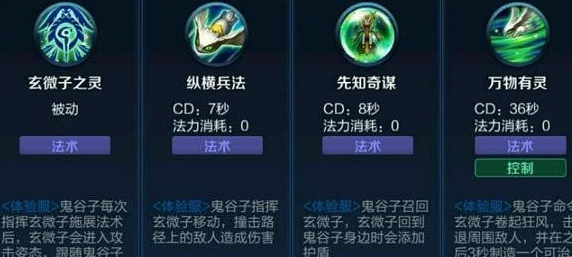 玄微子之灵
被动
法术
<体验服>鬼谷子每次
指挥玄微子施展法术
后，玄微子会进入攻
击姿态，跟随鬼谷子
纵横兵法
CD：7秒
法力消耗：0
法术
<体验服>鬼谷子指挥
玄微子移动，撞击路
径上的敌人造成伤害
先知奇谋
CD：8秒
法力消耗：0
法术
<体验服>鬼谷子召回
玄微子，玄微子回到
鬼谷子身边时会添加
护盾
万物有灵
CD：36秒
法力消耗：0
法术
控制
<体验服>鬼谷子命令
玄微子卷起狂风，击
退周围敌人，并在之
后3秒制造一个可治